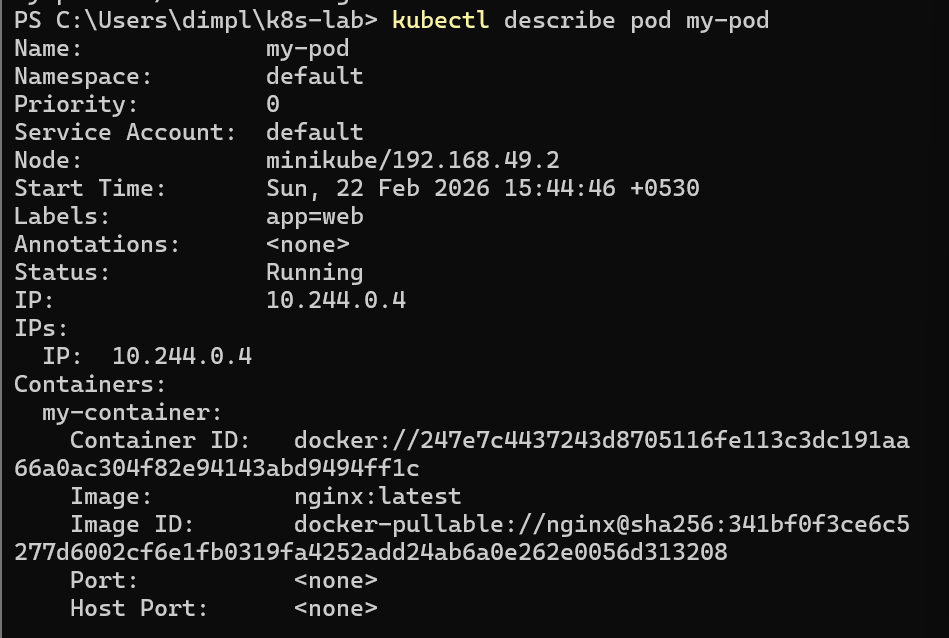 PS C:\Users\dimpl\k8s-lab> kubectl describe pod my-pod
Name:             my-pod
Namespace:        default
Priority:         0
Service Account:  default
Node:             minikube/192.168.49.2
Start Time:       Sun, 22 Feb 2026 15:44:46 +0530
Labels:           app=web
Annotations:      <none>
Status:           Running
IP:               10.244.0.4
IPs:
  IP:  10.244.0.4
Containers:
  my-container:
    Container ID:   docker://247e7c4437243d8705116fe113c3dc191aa
66a0ac304f82e94143abd9494ff1c
    Image:          nginx:latest
    Image ID:       docker-pullable://nginx@sha256:341bf0f3ce6c5
277d6002cf6e1fb0319fa4252add24ab6a0e262e0056d313208
    Port:           <none>
    Host Port:      <none>